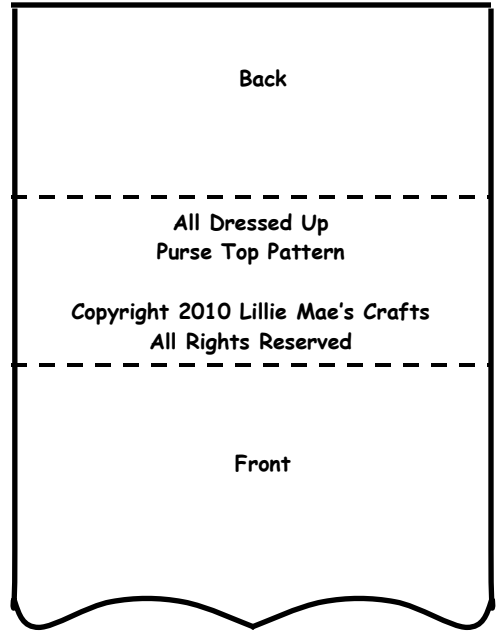 Back
All Dressed Up
Purse Top Pattern
Copyright 2010 Lillie Mae's Crafts
All Rights Reserved
Front